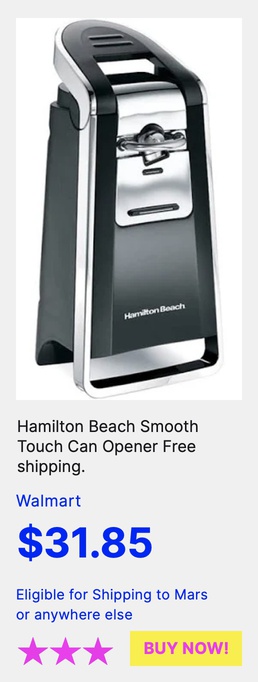 Hamilton Beach
Hamilton Beach Smooth
Touch Can Opener Free
shipping.
Walmart
$31.85
Eligible for Shipping to Mars
or anywhere else
BUY NOW!